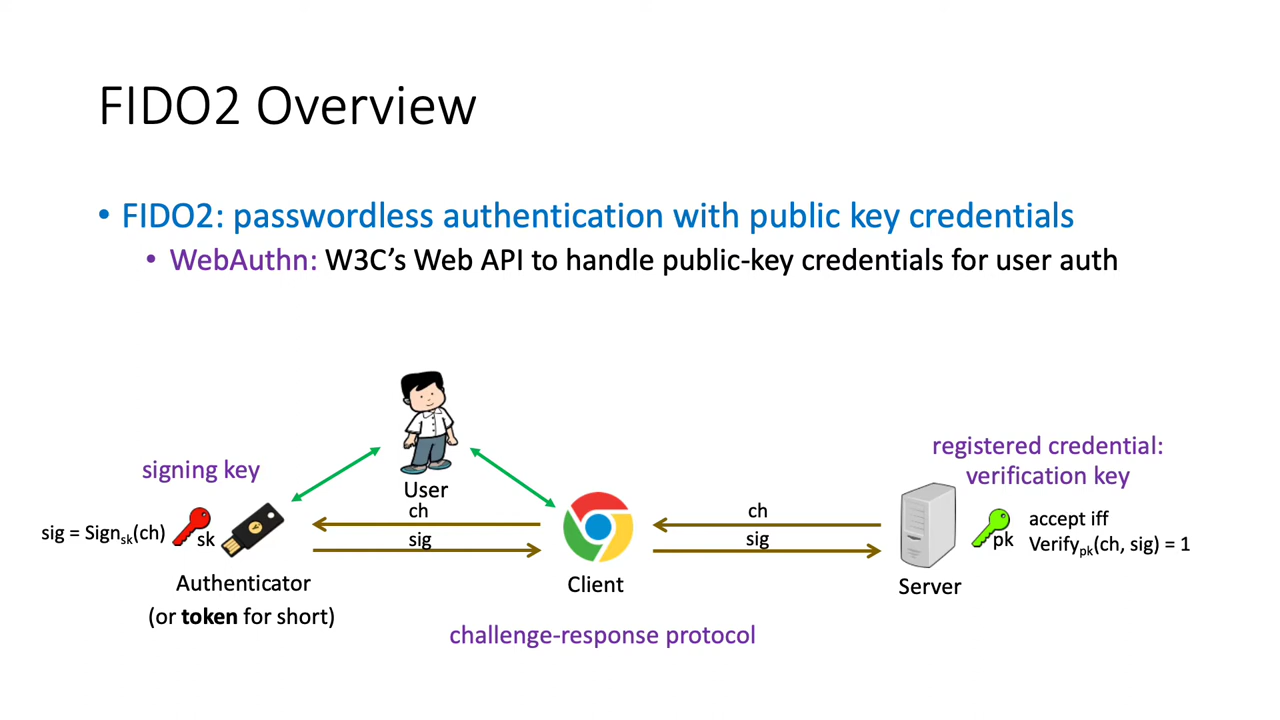 FIDO2 Overview
• FIDO2: passwordless authentication with public key credentials
• WebAuthn: W3C’s Web API to handle public-key credentials for user auth
registered credential:
verification key
signing key
User
ch
ch
sig = Signsk(ch)
sk
sig
sig
pk
accept iff
Verifypk(ch, sig) = 1
Authenticator
(or token for short)
Client
Server
challenge-response protocol